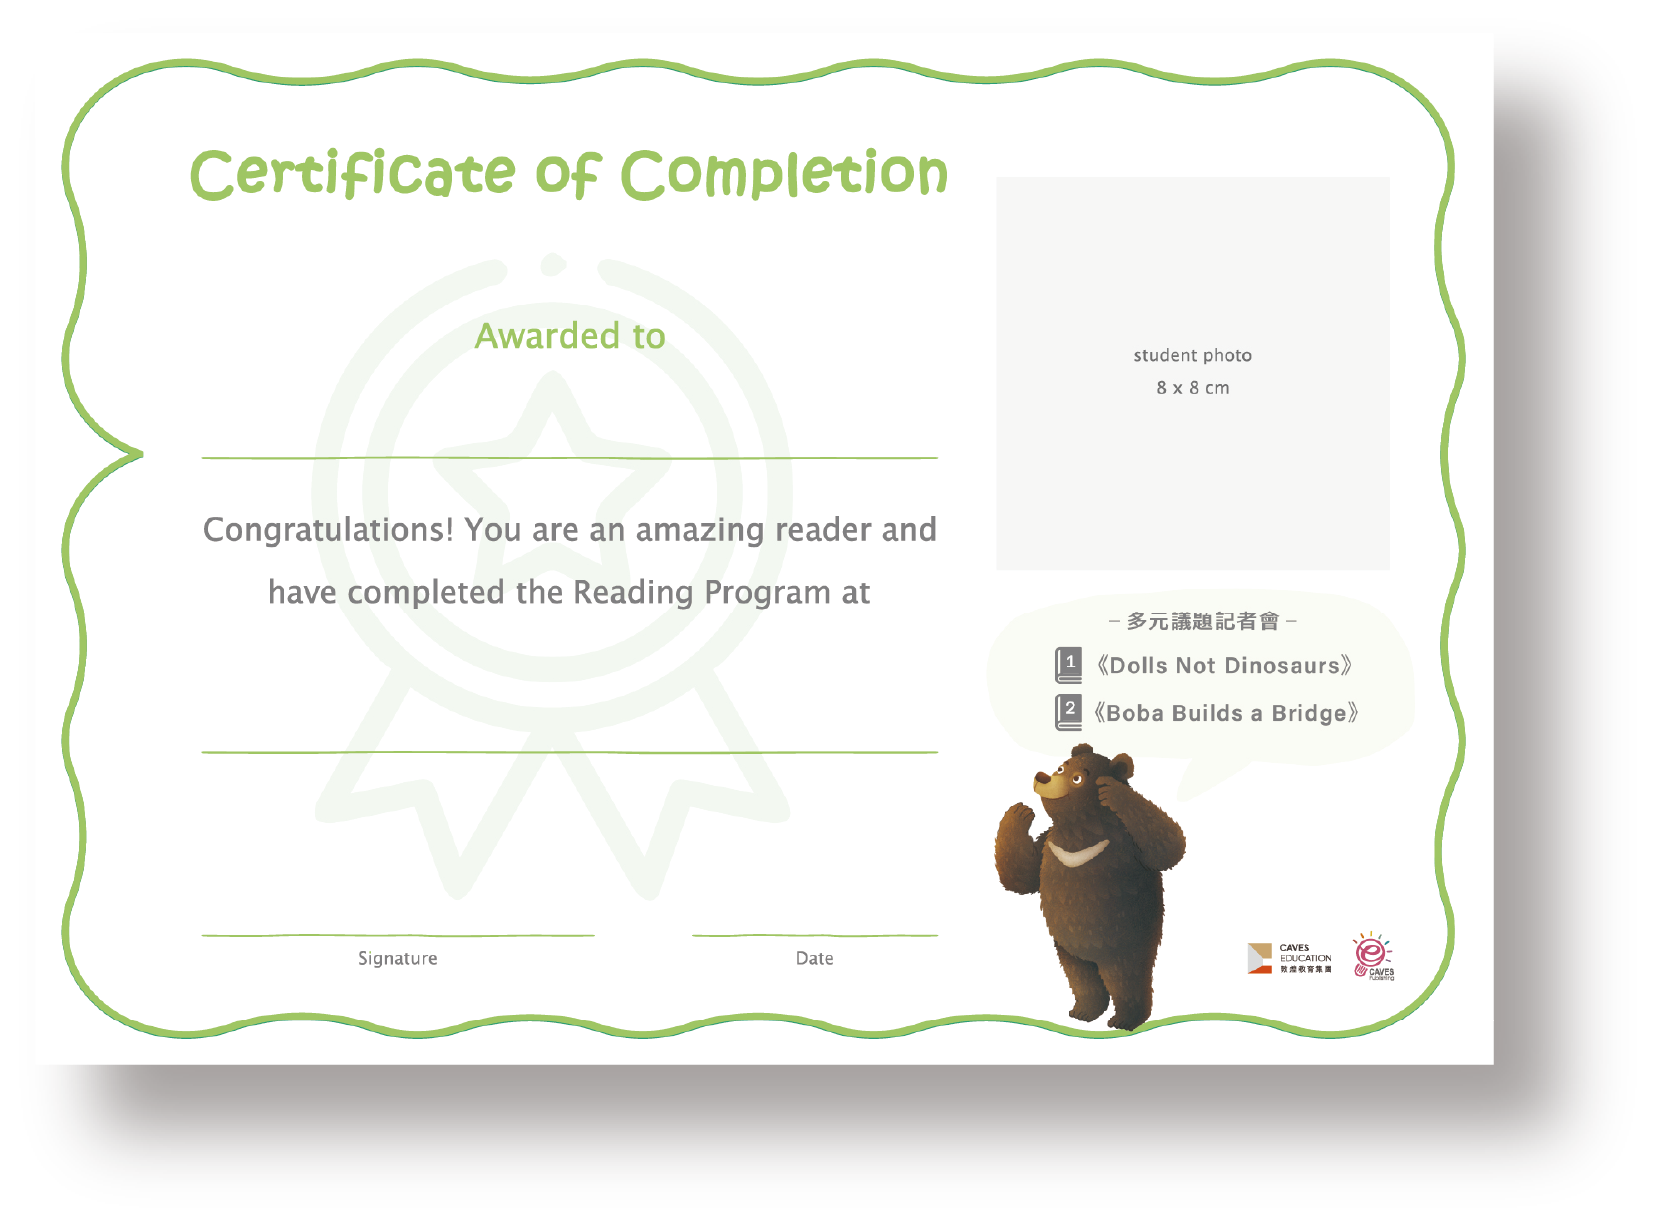 Certificate of Completion
Awarded to
Congratulations! You are an amazing reader and
have completed the Reading Program at
Signature
Date
student photo
8 x 8 cm
– 多元議題記者會 –
1 《Dolls Not Dinosaurs》
2 《Boba Builds a Bridge》
CAVES
EDUCATION
敦煌教育集團
e
CAVES
Publishing